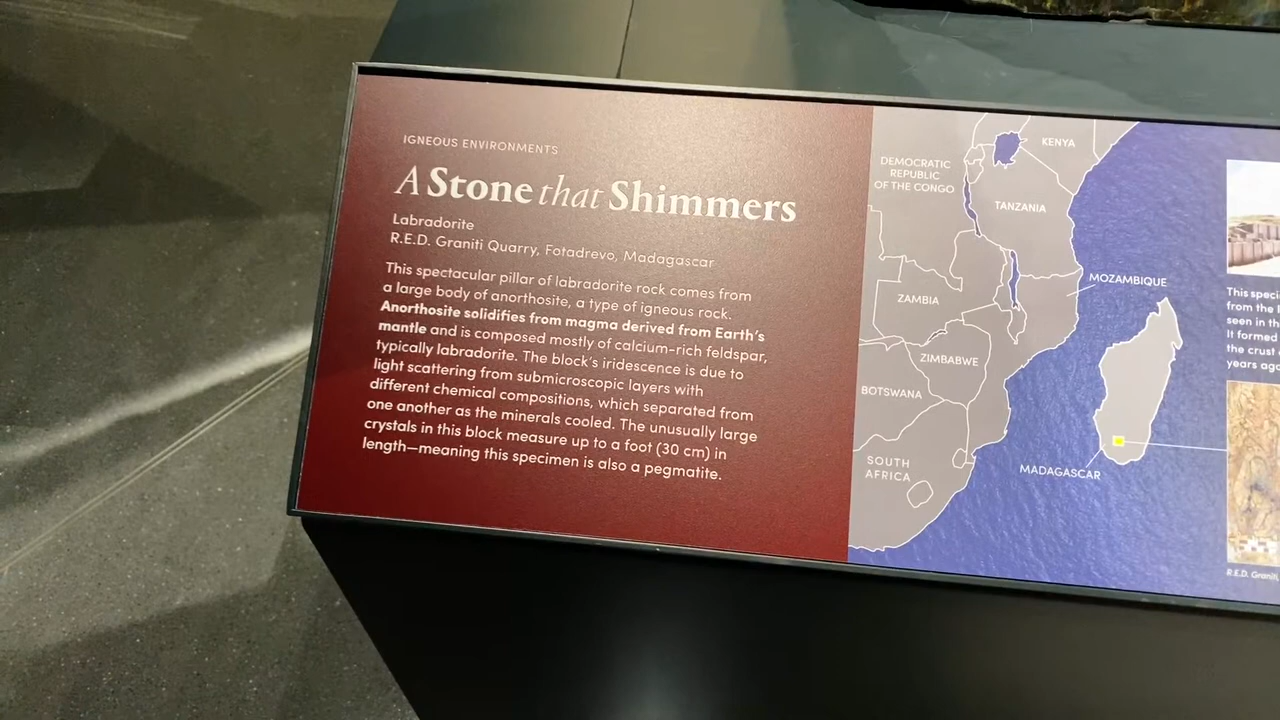 IGNEOUS ENVIRONMENTS
A Stone that Shimmers
Labradorite
R.E.D. Graniti Quarry, Fotadrevo, Madagascar
This spectacular pillar of labradorite rock comes from
a large body of anorthosite, a type of igneous rock.
Anorthosite solidifies from magma derived from Earth's
mantle and is composed mostly of calcium-rich feldspar,
typically labradorite. The block's iridescence is due to
light scattering from submicroscopic layers with
different chemical compositions, which separated from
one another as the minerals cooled. The unusually large
crystals in this block measure up to a foot (30 cm) in
length—meaning this specimen is also a pegmatite.
KENYA
DEMOCRATIC
REPUBLIC
OF THE CONGO
TANZANIA
MOZAMBIQUE
ZAMBIA
ZIMBABWE
BOTSWANA
SOUTH
AFRICA
MADAGASCAR
This speci
from the
seen in th
It formed
the crust
years ago
R.E.D. Graniti